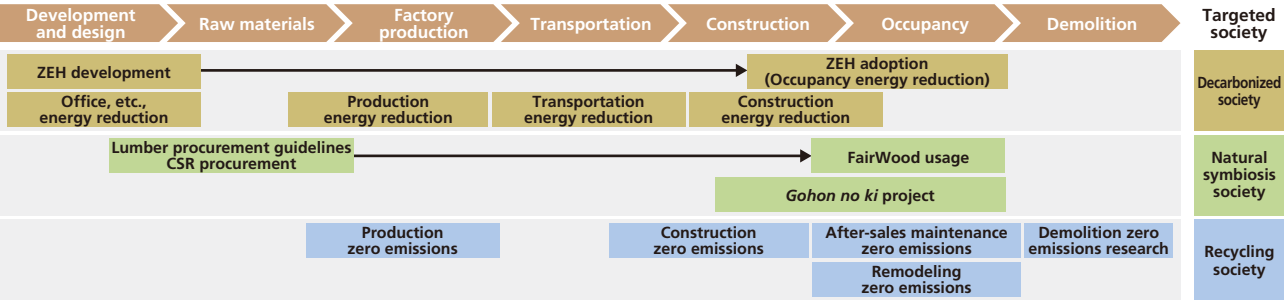 Development
and design
Raw materials
Factory
production
Transportation
Construction
Occupancy
Demolition
Targeted
society
ZEH development
ZEH adoption
(Occupancy energy reduction)
Office, etc.,
energy reduction
Production
energy reduction
Transportation
energy reduction
Construction
energy reduction
Decarbonized
society
Lumber procurement guidelines
CSR procurement
FairWood usage
Gohon no ki project
Natural
symbiosis
society
Production
zero emissions
Construction
zero emissions
After-sales maintenance
zero emissions
Demolition zero
emissions research
Remodeling
zero emissions
Recycling
society